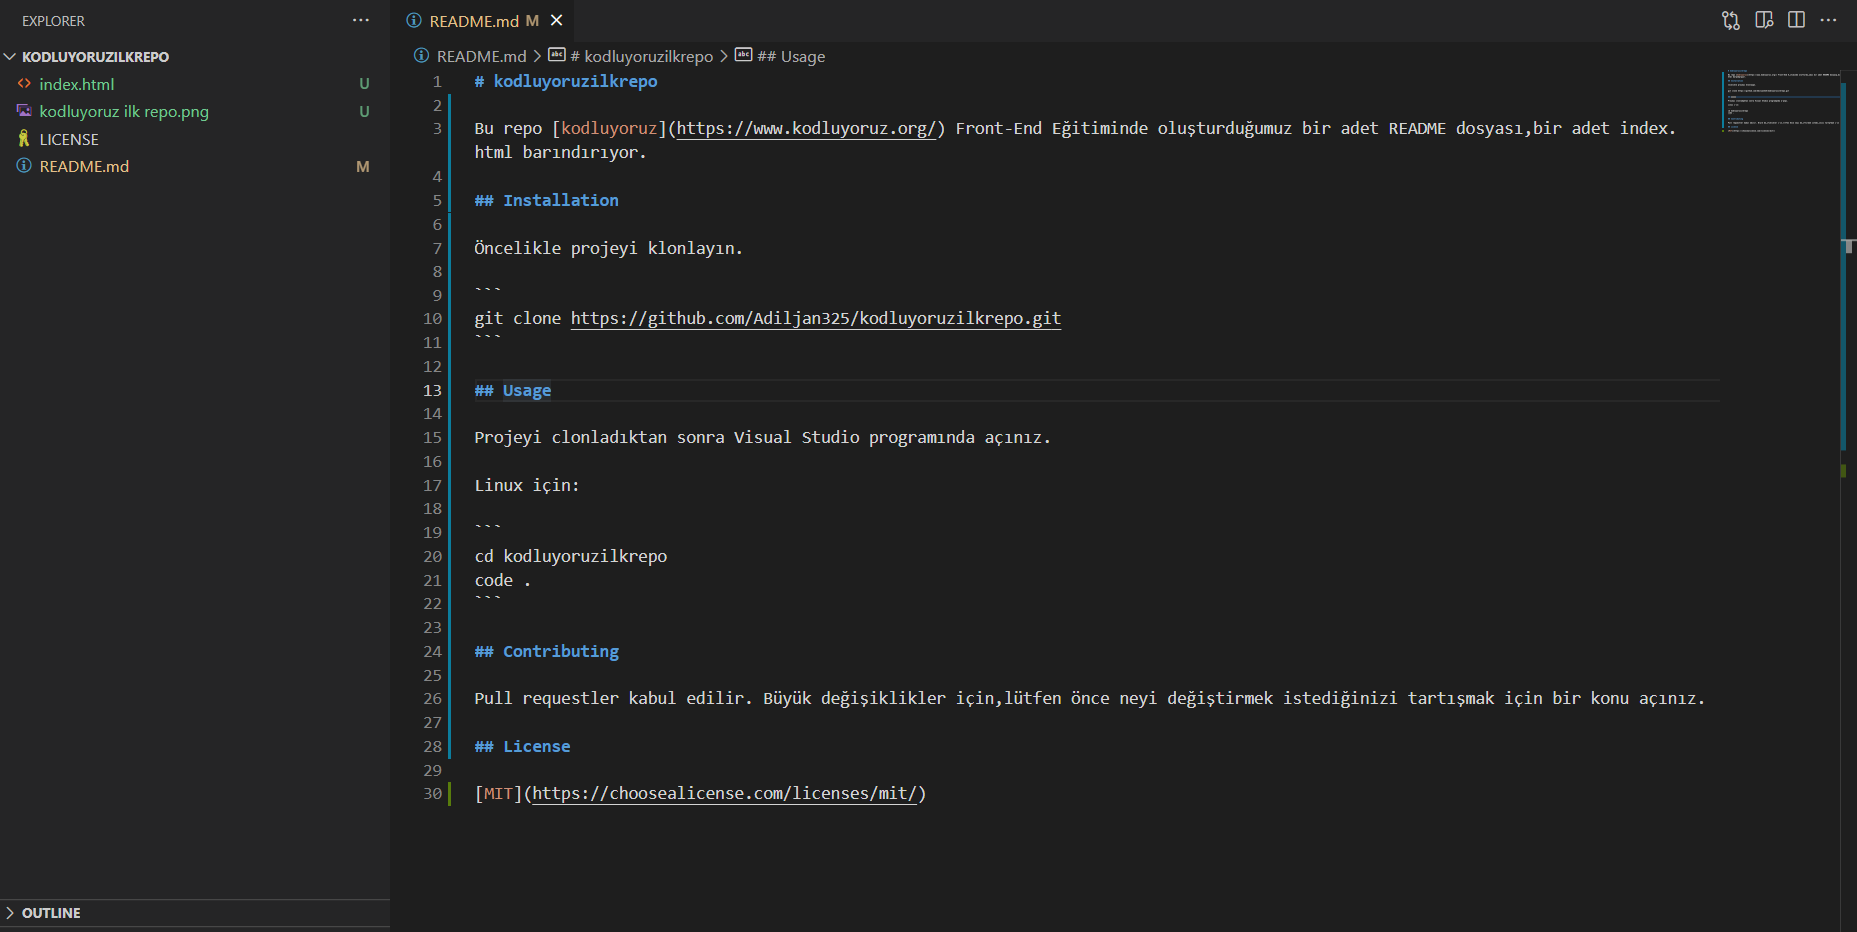 EXPLORER
KODLUYORUZILKREPO
index.html U
kodluyoruz ilk repo.png U
LICENSE
README.md M
OUTLINE
README.md M
README.md > # kodluyoruzilkrepo > ## Usage
1 # kodluyoruzilkrepo
2
3 Bu repo [kodluyoruz](https://www.kodluyoruz.org/) Front-End Eğitiminde oluşturduğumuz bir adet README dosyası,bir adet index.
html barındırıyor.
4
5 ## Installation
6
7 Öncelikle projeyi klonlayın.
8
9 ```
10 git clone https://github.com/Adiljan325/kodluyoruzilkrepo.git
11 ```
12
13 ## Usage
14
15 Projeyi clonladıktan sonra Visual Studio programında açınız.
16
17 Linux için:
18
19 ```
20 cd kodluyoruzilkrepo
21 code .
22 ```
23
24 ## Contributing
25
26 Pull requestler kabul edilir. Büyük değişiklikler için,lütfen önce neyi değiştirmek istediğinizi tartışmak için bir konu açınız.
27
28 ## License
29
30 [MIT](https://choosealicense.com/licenses/mit/)